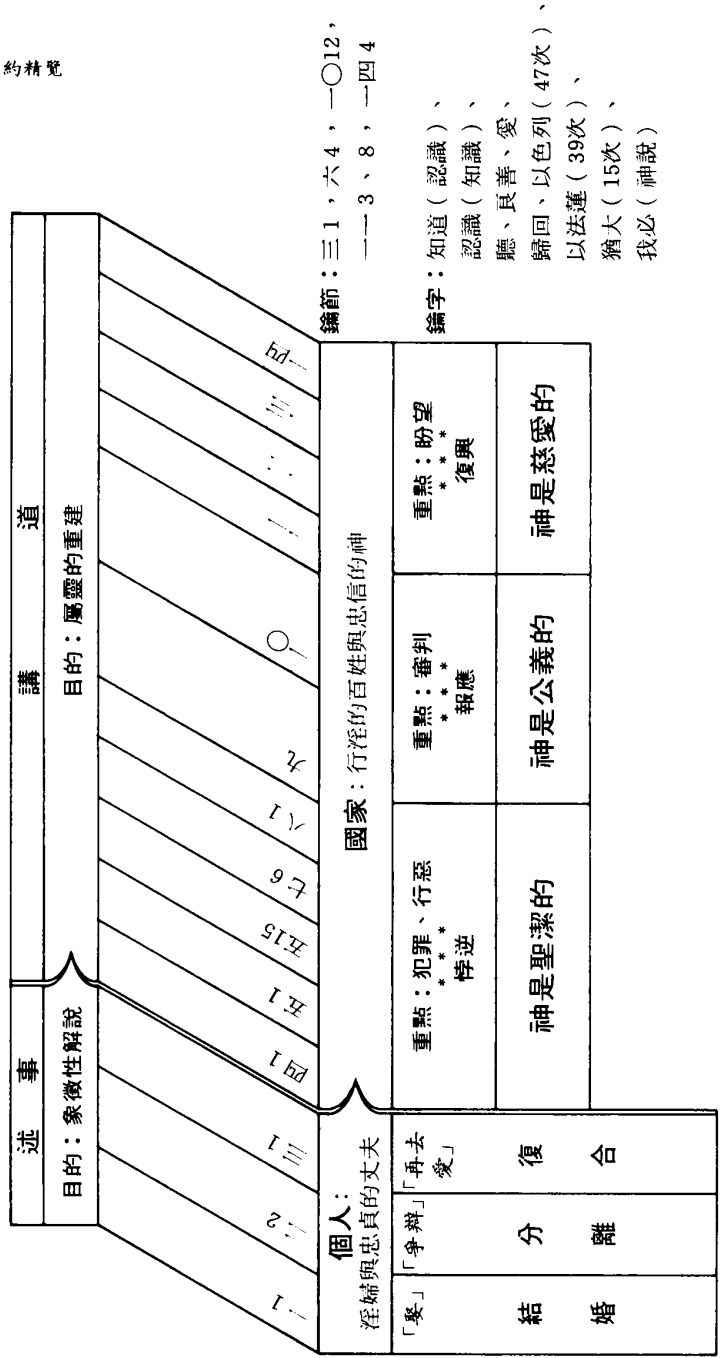 約精覽
述 事
講 道
目的：象徵性解說
目的：屬靈的重建
一1
二2
三1
四1
五1
五15
七6
八1
九
一〇
一一
一二
一三
一四
個人：
淫婦與忠貞的丈夫
國家：行淫的百姓與忠信的神
「娶」
「爭辯」
「再去
愛」
結 婚
分 離
復 合
重點：犯罪、行惡
＊ ＊ ＊
悖逆
重點：審判
＊ ＊ ＊
報應
重點：盼望
＊ ＊ ＊
復興
神是聖潔的
神是公義的
神是慈愛的
鑰節：三1，六4，一〇12，
一一3、8，一四4
鑰字：知道（認識）、
認識（知識）、
聽、良善、愛、
歸回、以色列（47次）、
以法蓮（39次）、
猶大（15次）、
我必（神說）